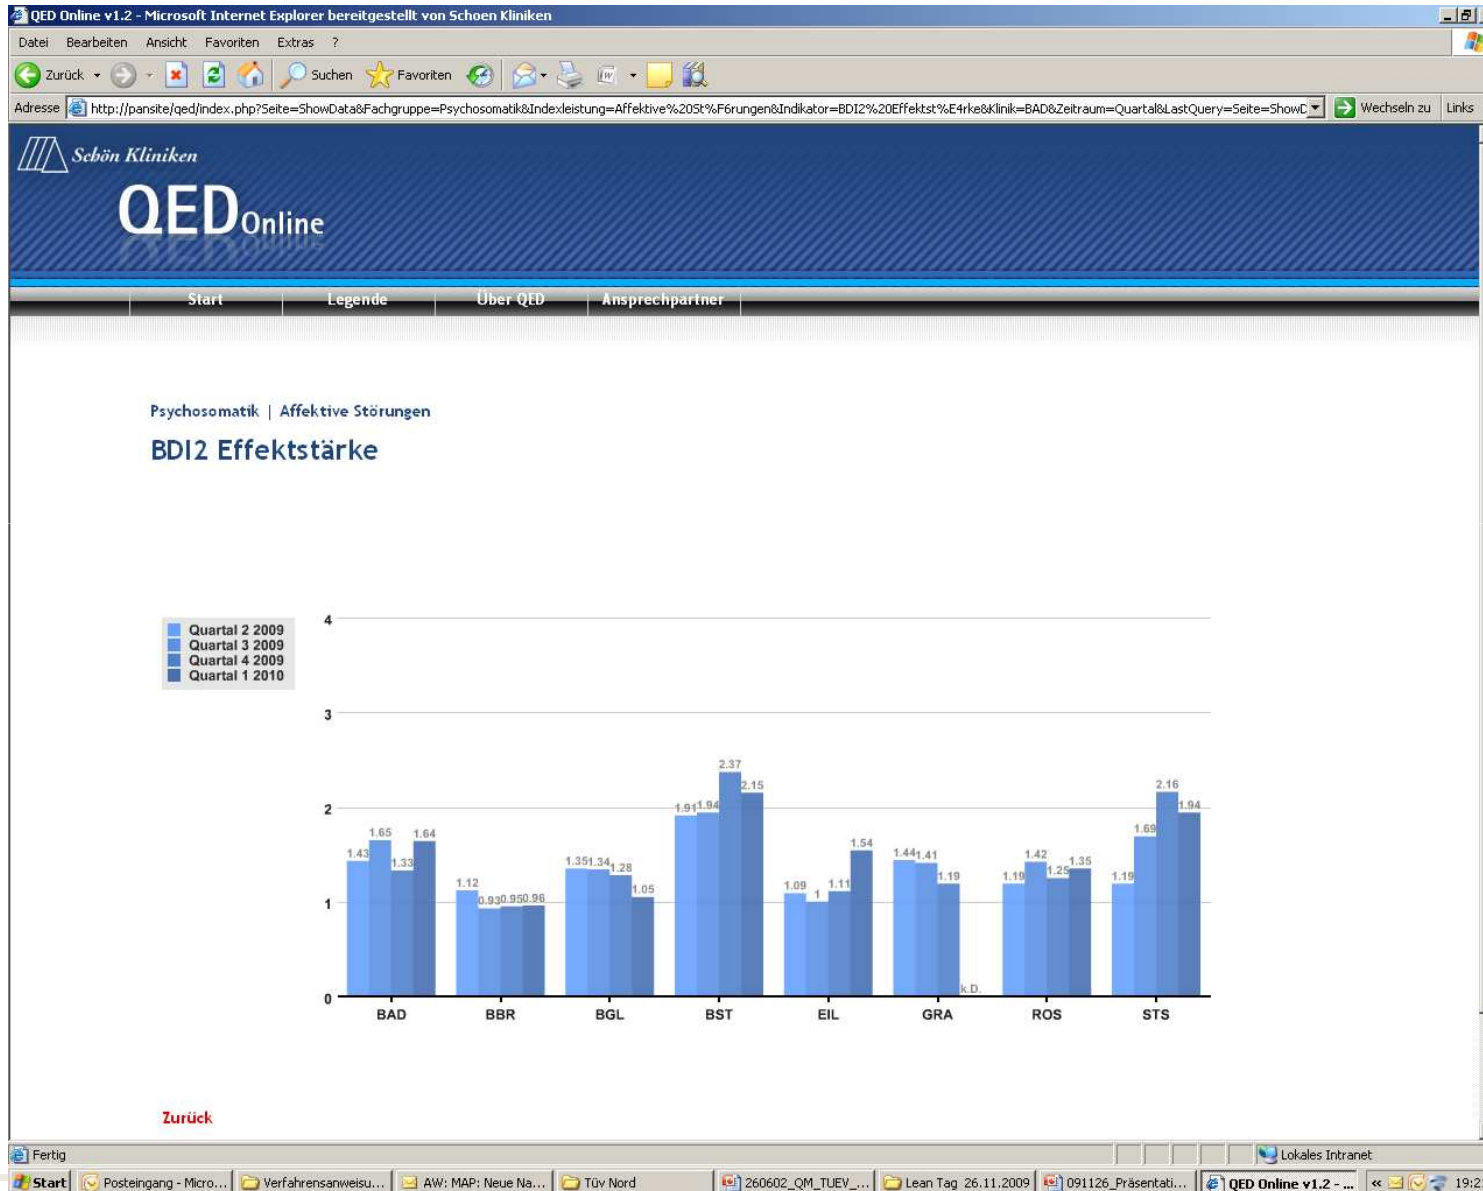 QED Online v1.2 - Microsoft Internet Explorer bereitgestellt von Schoen Kliniken
Datei Bearbeiten Ansicht Favoriten Extras ?
Zurück Suchen Favoriten
Adresse http://pansite/qed/index.php?Seite=ShowData&Fachgruppe=Psychosomatik&Indexleistung=Affektive%20St%F6rungen&Indikator=BDI2%20Effektst%E4rke&Klinik=BAD&Zeitraum=Quartal&LastQuery=Seite=ShowD Wechseln zu Links
Schön Kliniken
QED Online
Start Legende Über QED Ansprechpartner
Psychosomatik | Affektive Störungen
BDI2 Effektstärke
Quartal 2 2009
Quartal 3 2009
Quartal 4 2009
Quartal 1 2010
4
3
2
1
0
1.43 1.65 1.33 1.64
1.12 0.93 0.95 0.96
1.35 1.34 1.28 1.05
1.91 1.94 2.37 2.15
1.09 1 1.11 1.54
1.44 1.41 1.19 k.D.
1.19 1.42 1.25 1.35
1.19 1.69 2.16 1.94
BAD BBR BGL BST EIL GRA ROS STS
Zurück
Fertig Lokales Intranet
Start Posteingang - Micro... Verfahrensanweisu... AW: MAP: Neue Na... Tüv Nord 260602_QM_TUEV_... Lean Tag 26.11.2009 091126_Präsentati... QED Online v1.2 - ... « 19:2